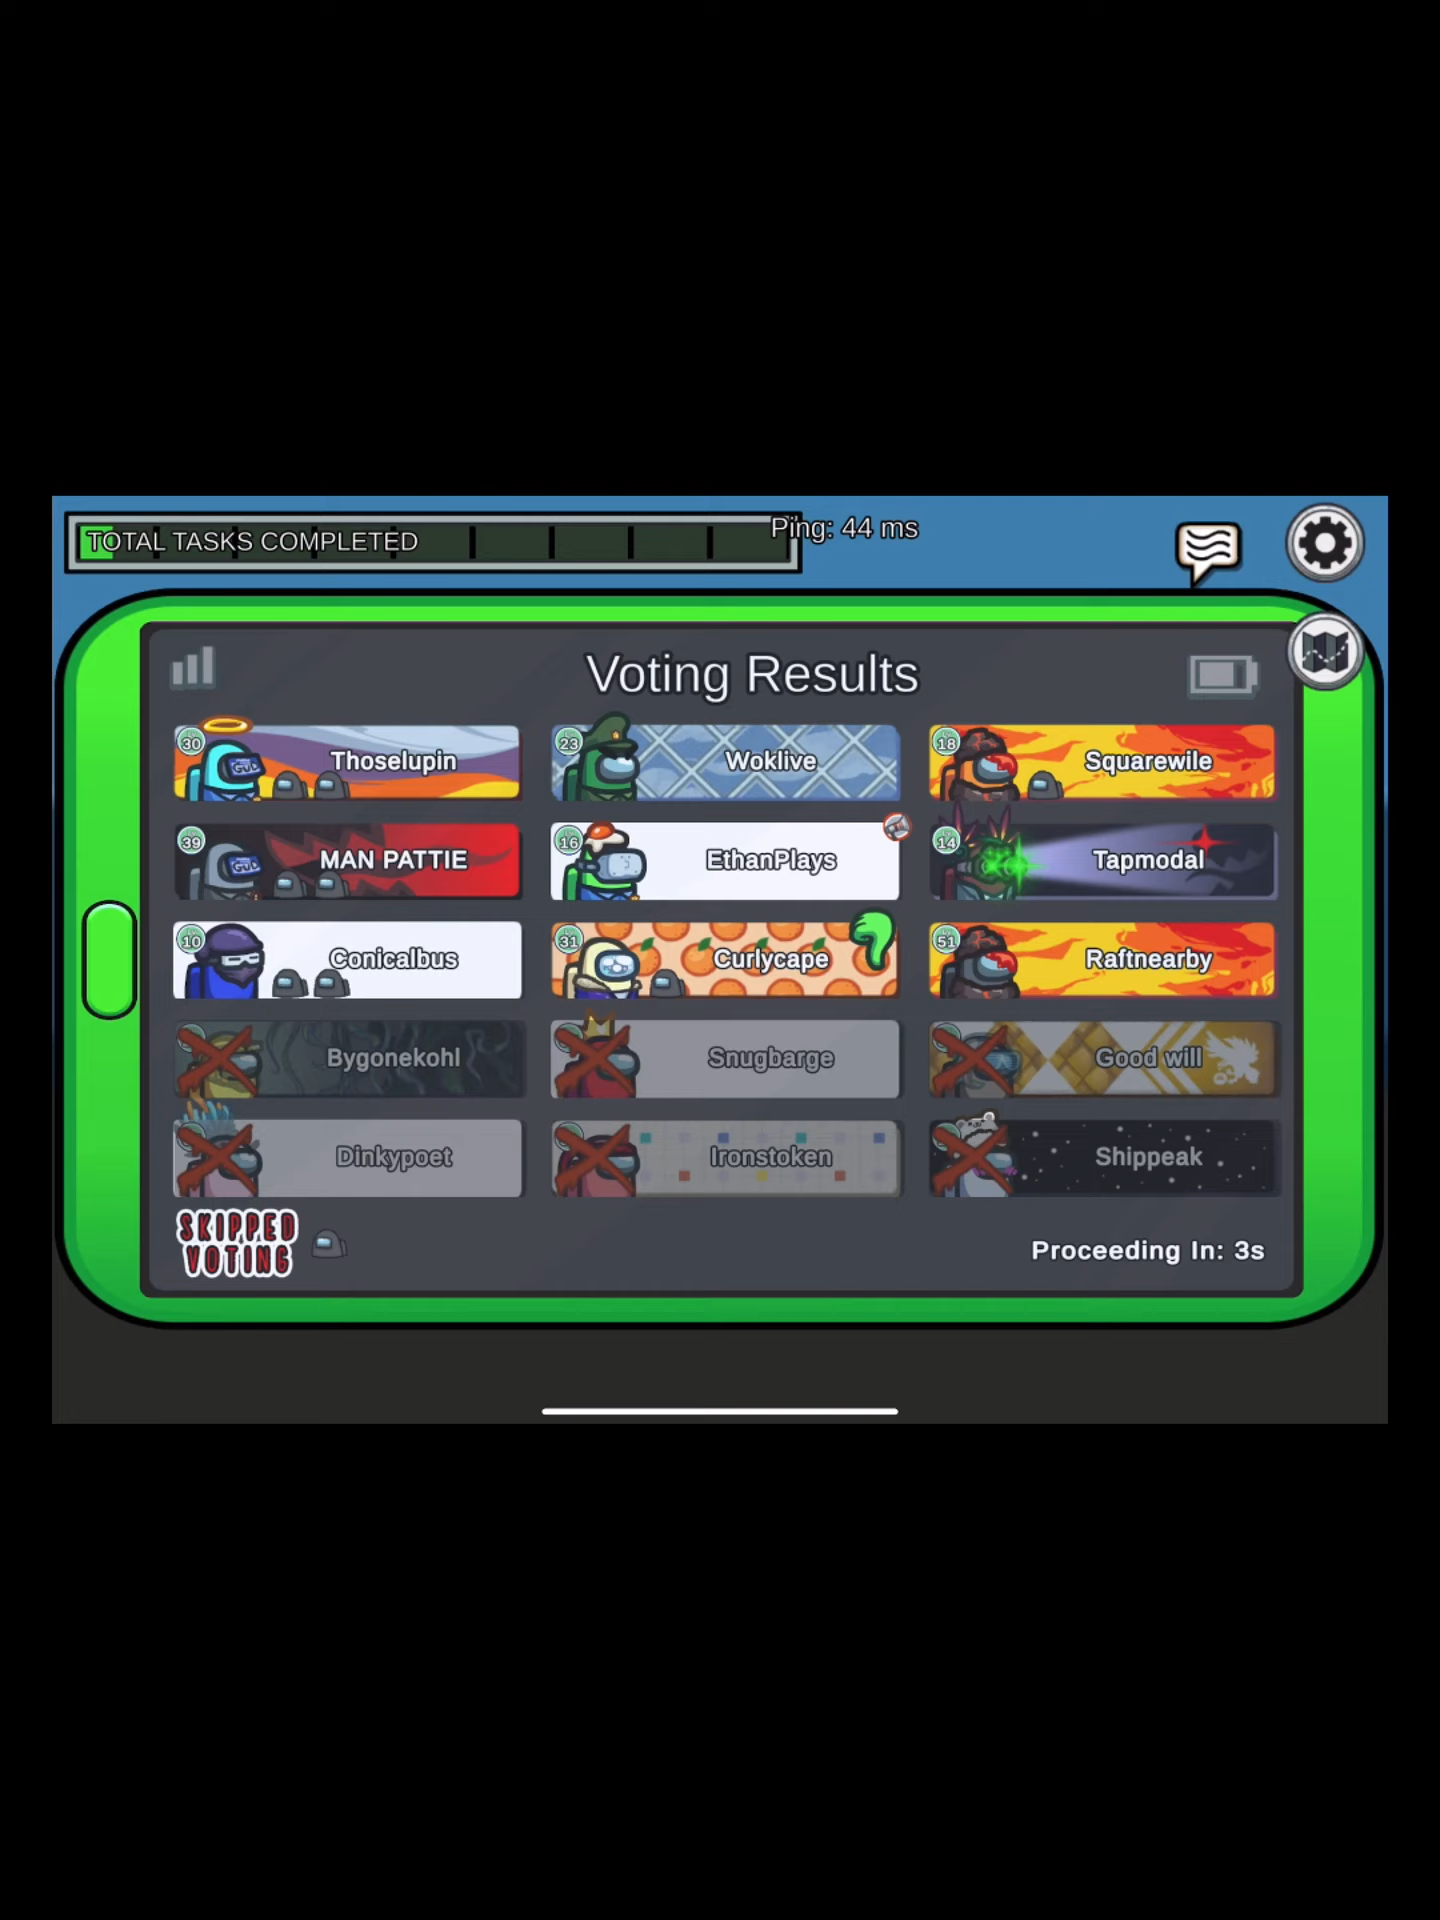 TOTAL TASKS COMPLETED
Ping: 44 ms
Voting Results
30 Thoselupin
23 Woklive
18 Squarewile
39 MAN PATTIE
16 EthanPlays
14 Tapmodal
10 Conicalbus
31 Curlycape
51 Raftnearby
Bygonekohl
Snugbarge
Good will
Dinkypoet
Ironstoken
Shippeak
SKIPPED
VOTING
Proceeding In: 3s